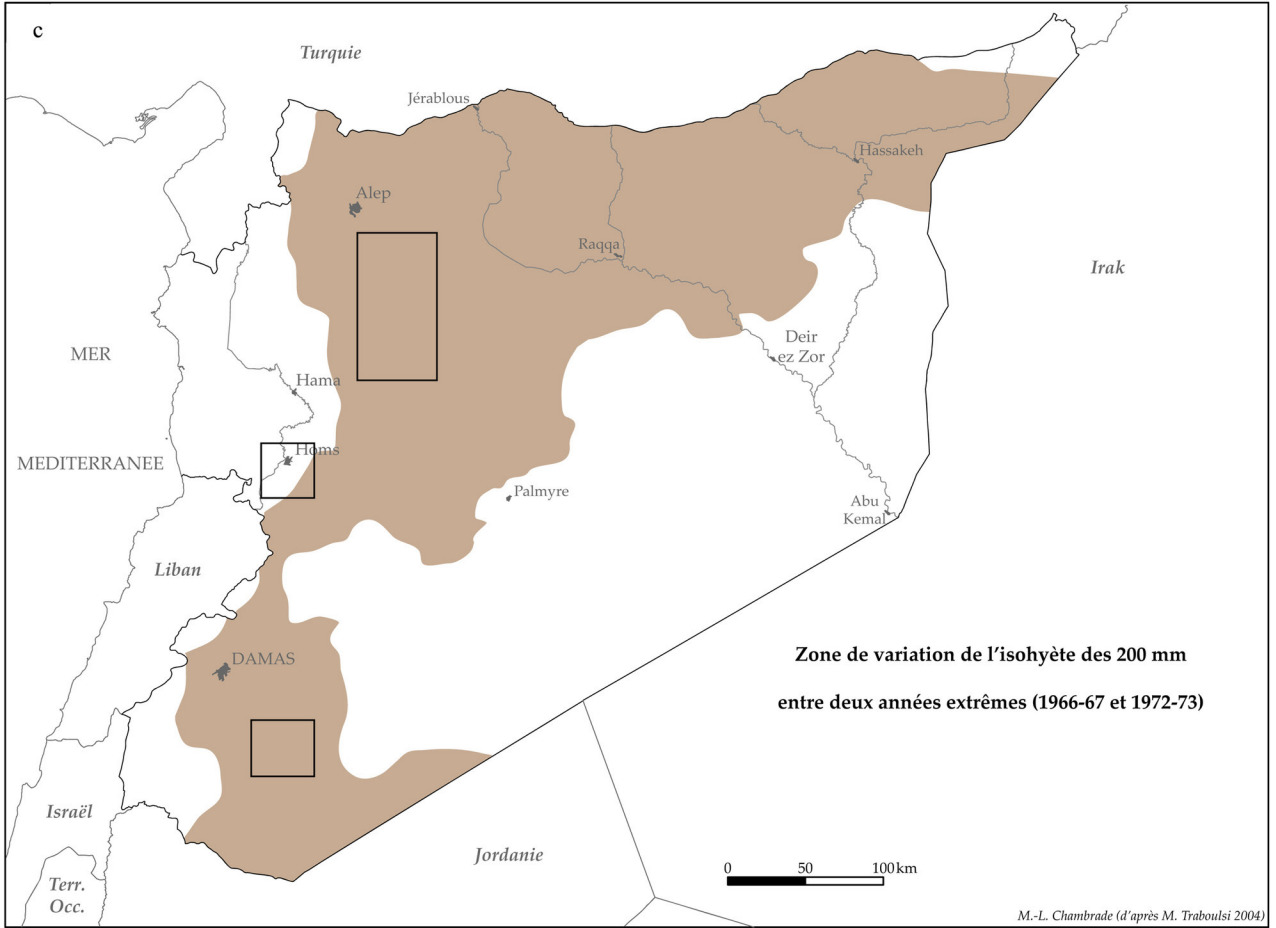 c
Turquie
Jérablous
Hassakeh
Alep
Raqqa
Irak
MER
Deir
ez Zor
Hama
MEDITERRANEE
Homs
Palmyre
Abu
Kemal
Liban
DAMAS
Zone de variation de l'isohyète des 200 mm
entre deux années extrêmes (1966-67 et 1972-73)
Israël
Jordanie
Terr.
Occ.
0 50 100 km
M.-L. Chambrade (d'après M. Traboulsi 2004)